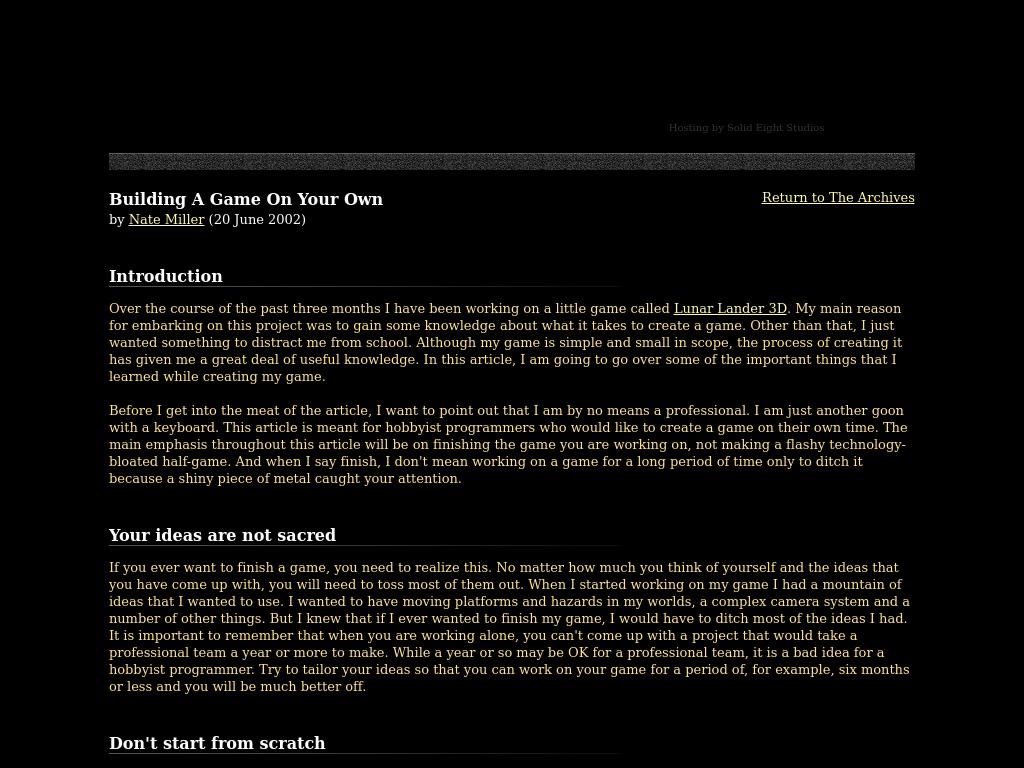 Hosting by Solid Eight Studios
Building A Game On Your Own
Return to The Archives
by Nate Miller (20 June 2002)
Introduction
Over the course of the past three months I have been working on a little game called Lunar Lander 3D. My main reason
for embarking on this project was to gain some knowledge about what it takes to create a game. Other than that, I just
wanted something to distract me from school. Although my game is simple and small in scope, the process of creating it
has given me a great deal of useful knowledge. In this article, I am going to go over some of the important things that I
learned while creating my game.
Before I get into the meat of the article, I want to point out that I am by no means a professional. I am just another goon
with a keyboard. This article is meant for hobbyist programmers who would like to create a game on their own time. The
main emphasis throughout this article will be on finishing the game you are working on, not making a flashy technology-
bloated half-game. And when I say finish, I don't mean working on a game for a long period of time only to ditch it
because a shiny piece of metal caught your attention.
Your ideas are not sacred
If you ever want to finish a game, you need to realize this. No matter how much you think of yourself and the ideas that
you have come up with, you will need to toss most of them out. When I started working on my game I had a mountain of
ideas that I wanted to use. I wanted to have moving platforms and hazards in my worlds, a complex camera system and a
number of other things. But I knew that if I ever wanted to finish my game, I would have to ditch most of the ideas I had.
It is important to remember that when you are working alone, you can't come up with a project that would take a
professional team a year or more to make. While a year or so may be OK for a professional team, it is a bad idea for a
hobbyist programmer. Try to tailor your ideas so that you can work on your game for a period of, for example, six months
or less and you will be much better off.
Don't start from scratch